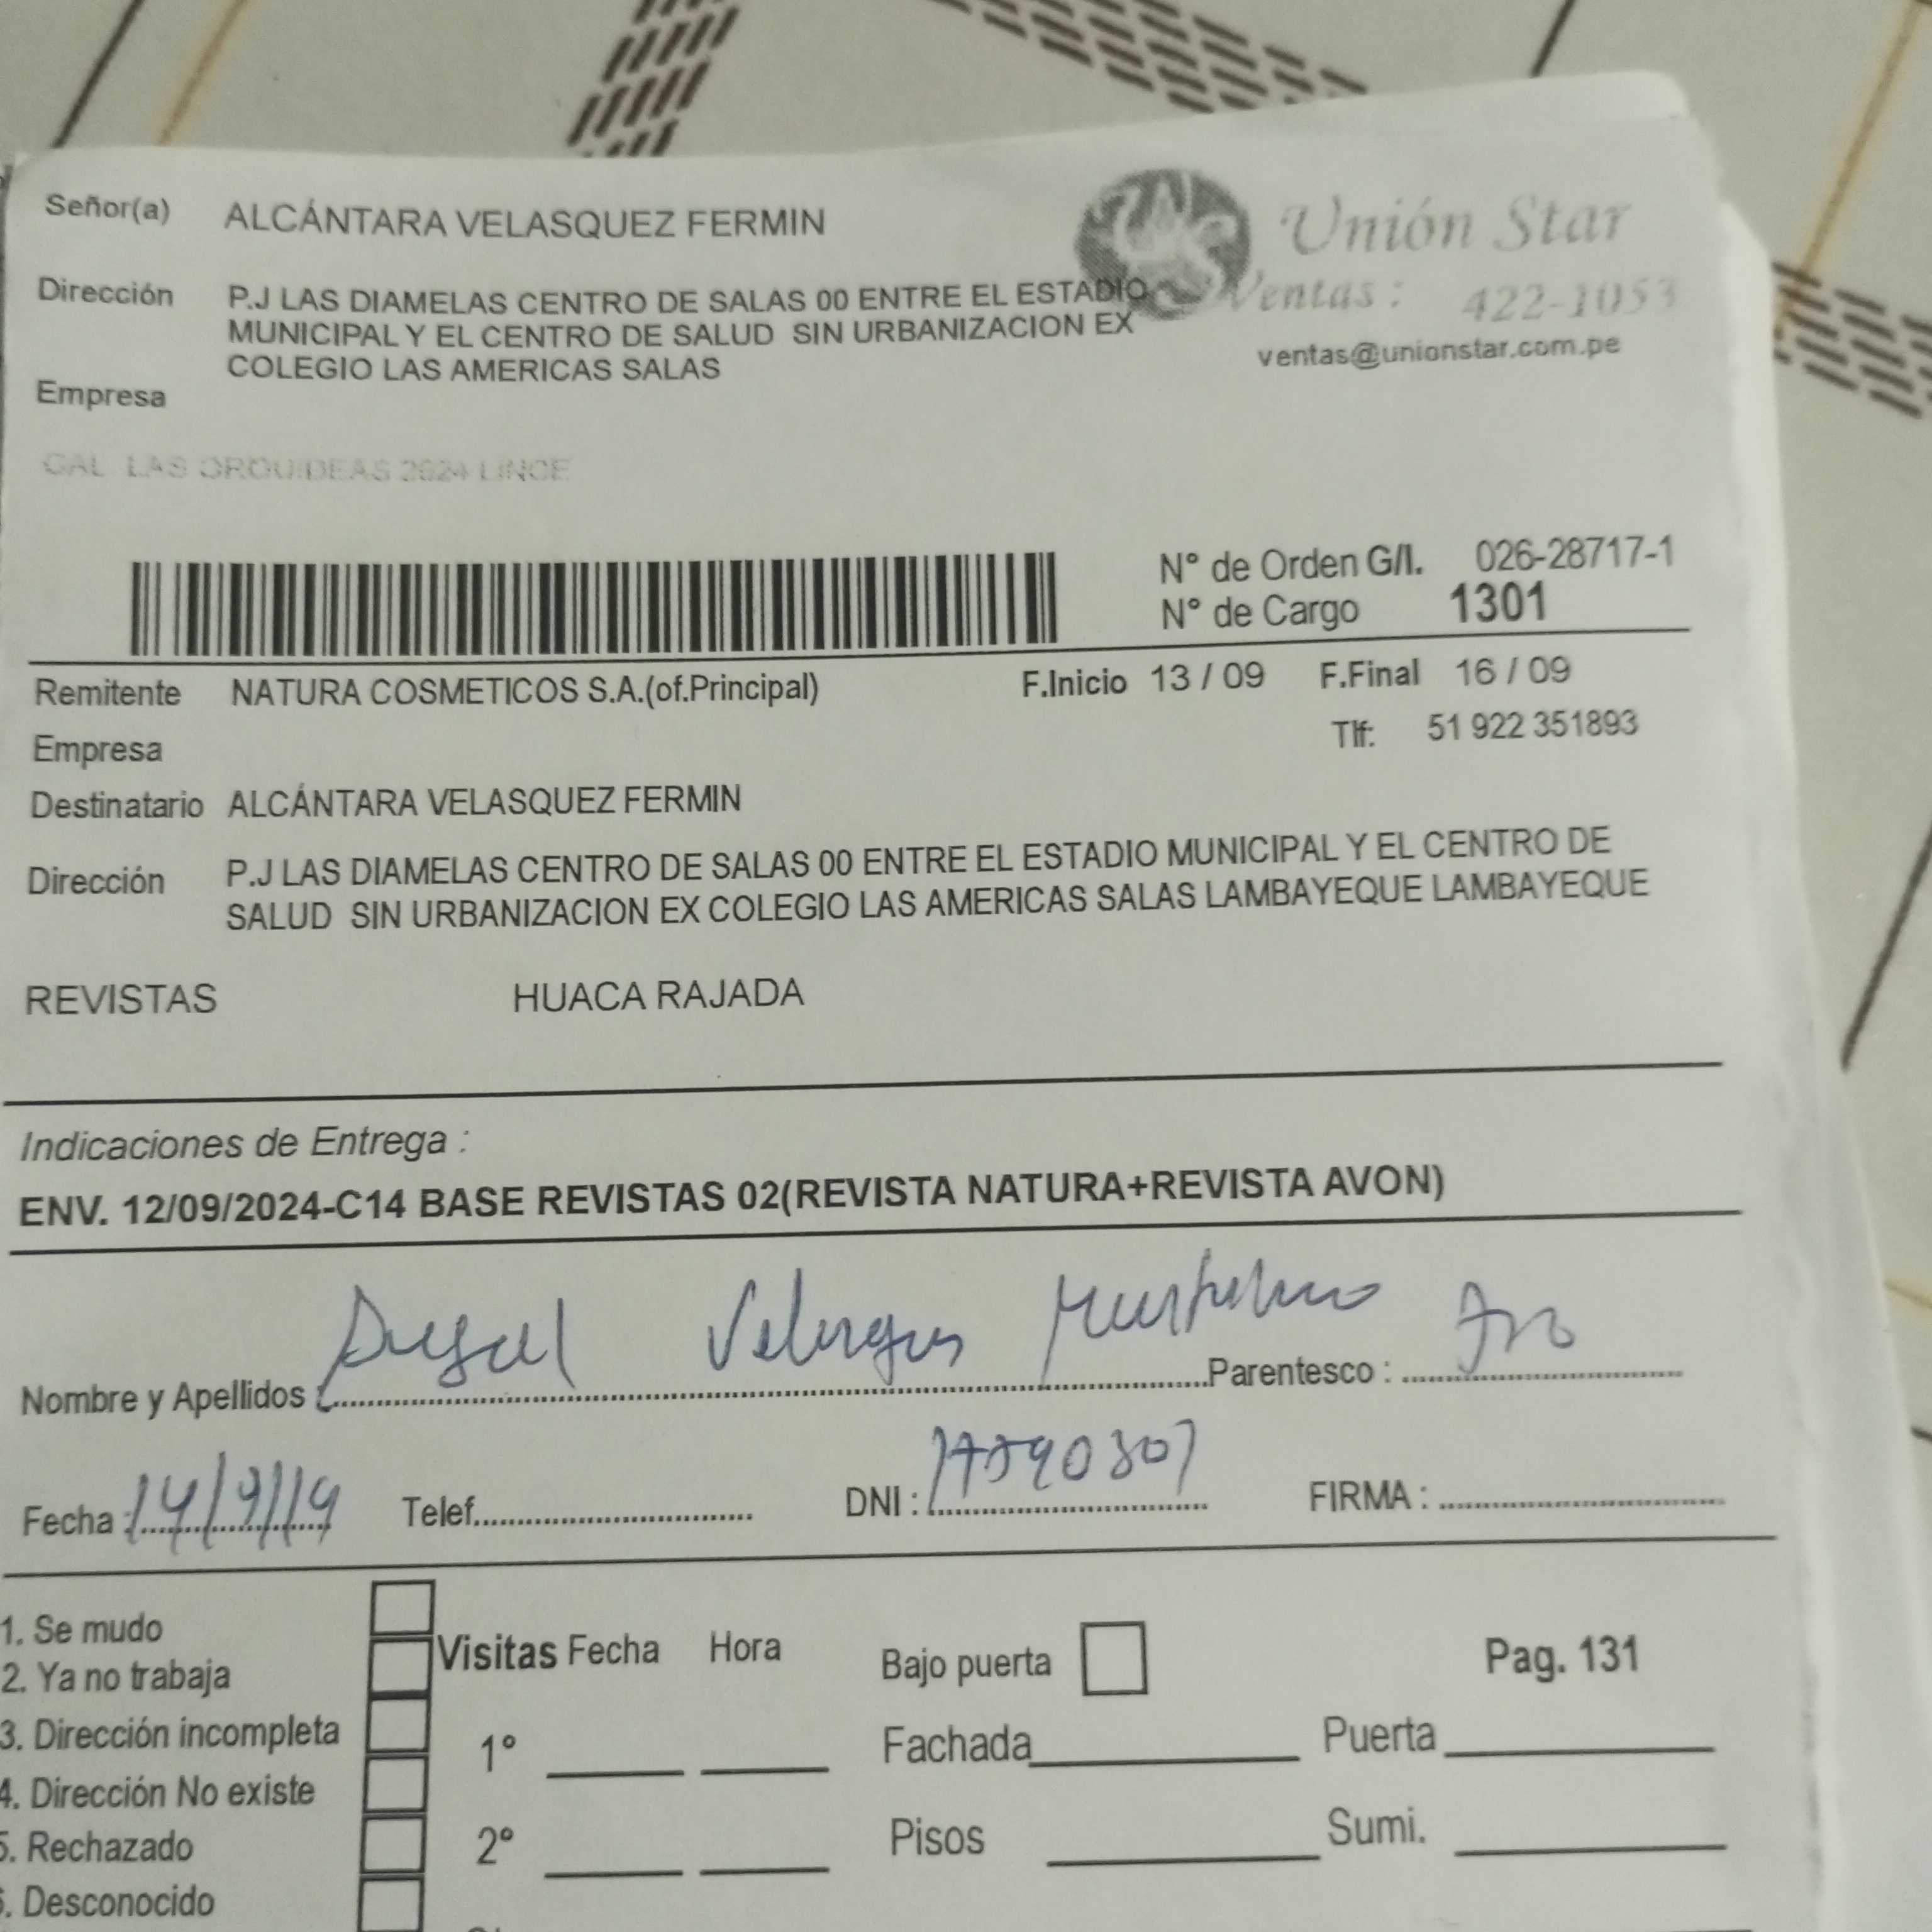 Señor(a) ALCÁNTARA VELASQUEZ FERMIN
Unión Star
Ventas : 422-1053
ventas@unionstar.com.pe
Dirección P.J LAS DIAMELAS CENTRO DE SALAS 00 ENTRE EL ESTADIO
MUNICIPAL Y EL CENTRO DE SALUD SIN URBANIZACION EX
COLEGIO LAS AMERICAS SALAS
Empresa
GAL LAS ORQUIDEAS 2624 LINCE
N° de Orden G/I. 026-28717-1
N° de Cargo 1301
Remitente NATURA COSMETICOS S.A.(of.Principal) F.Inicio 13 / 09 F.Final 16 / 09
Empresa Tlf: 51 922 351893
Destinatario ALCÁNTARA VELASQUEZ FERMIN
Dirección P.J LAS DIAMELAS CENTRO DE SALAS 00 ENTRE EL ESTADIO MUNICIPAL Y EL CENTRO DE
SALUD SIN URBANIZACION EX COLEGIO LAS AMERICAS SALAS LAMBAYEQUE LAMBAYEQUE
REVISTAS HUACA RAJADA
Indicaciones de Entrega :
ENV. 12/09/2024-C14 BASE REVISTAS 02(REVISTA NATURA+REVISTA AVON)
Nombre y Apellidos : Parentesco :
Fecha : 14/9/ Telef. DNI : FIRMA :
1. Se mudo
2. Ya no trabaja
3. Dirección incompleta
4. Dirección No existe
5. Rechazado
. Desconocido
Visitas Fecha Hora
1°
2°
Bajo puerta
Pag. 131
Fachada Puerta
Pisos Sumi.